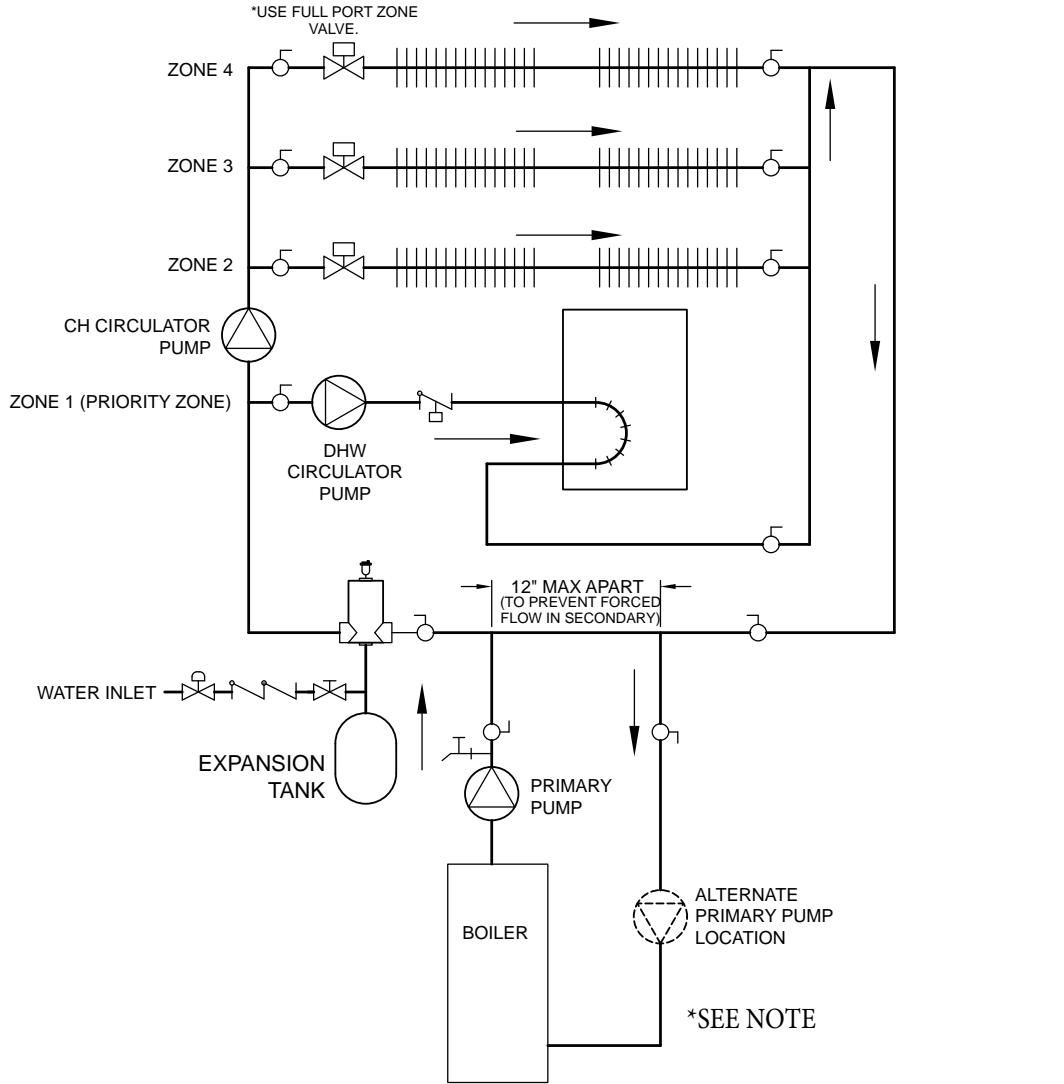 *USE FULL PORT ZONE
VALVE.
ZONE 4
ZONE 3
ZONE 2
CH CIRCULATOR
PUMP
ZONE 1 (PRIORITY ZONE)
DHW
CIRCULATOR
PUMP
12" MAX APART
(TO PREVENT FORCED
FLOW IN SECONDARY)
WATER INLET
EXPANSION
TANK
PRIMARY
PUMP
ALTERNATE
PRIMARY PUMP
LOCATION
BOILER
*SEE NOTE